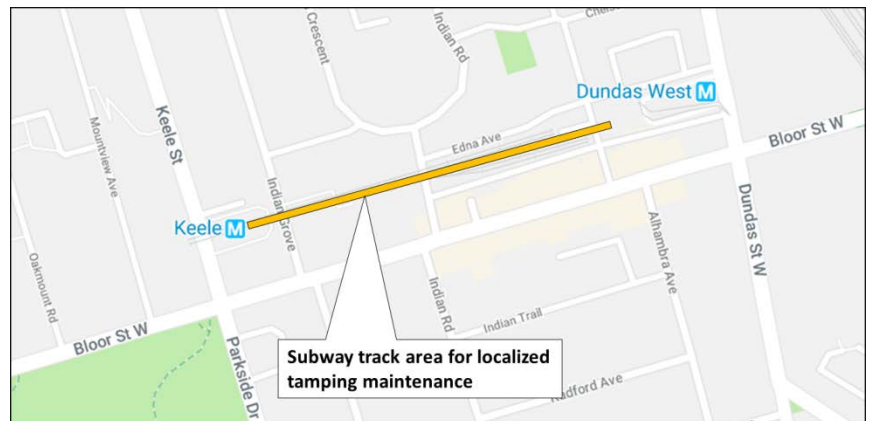 Chels
Crescent
Indian Rd
Dundas West M
Keele St
Mountview Ave
Edna Ave
Bloor St W
Indian Grove
Keele M
Dundas St W
Alhambra Ave
Oakmount Rd
Indian Rd
Indian Trail
Bloor St W
Parkside Dr
Subway track area for localized
tamping maintenance
Radford Ave